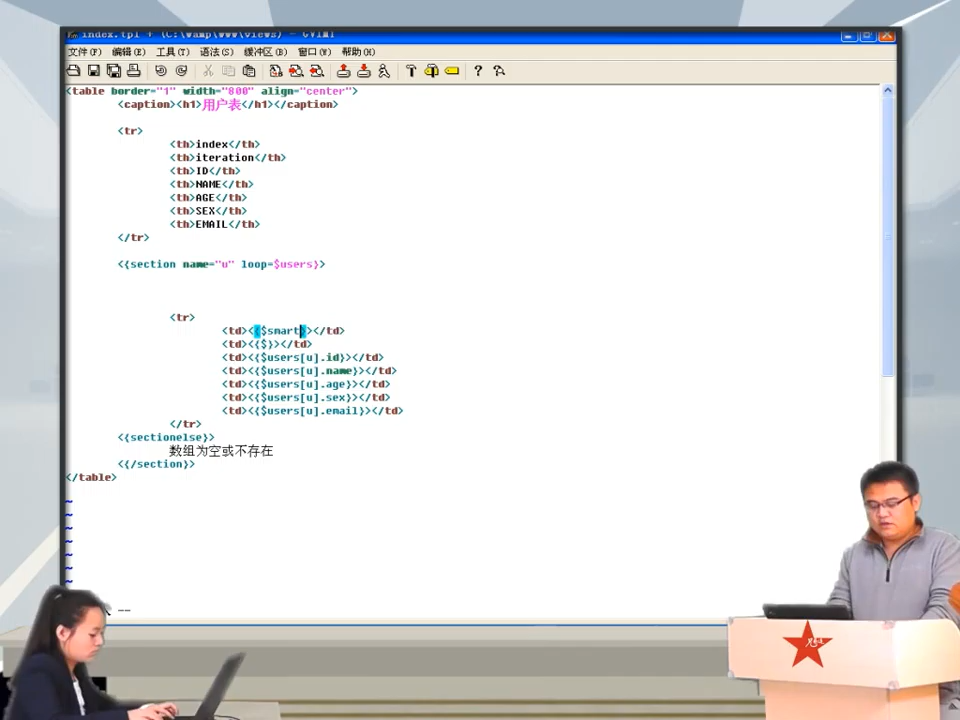 index.tpl + (C:\wamp\www\views) - GVIM1
文件(F) 编辑(E) 工具(T) 语法(S) 缓冲区(B) 窗口(W) 帮助(H)
<table border="1" width="800" align="center">
<caption><h1>用户表</h1></caption>
<tr>
<th>index</th>
<th>iteration</th>
<th>ID</th>
<th>NAME</th>
<th>AGE</th>
<th>SEX</th>
<th>EMAIL</th>
</tr>
<{section name="u" loop=$users}>
<tr>
<td><{$smart}></td>
<td><{$}></td>
<td><{$users[u].id}></td>
<td><{$users[u].name}></td>
<td><{$users[u].age}></td>
<td><{$users[u].sex}></td>
<td><{$users[u].email}></td>
</tr>
<{sectionelse}>
数组为空或不存在
<{/section}>
</table>
~
~
~
~
~
~
~
--